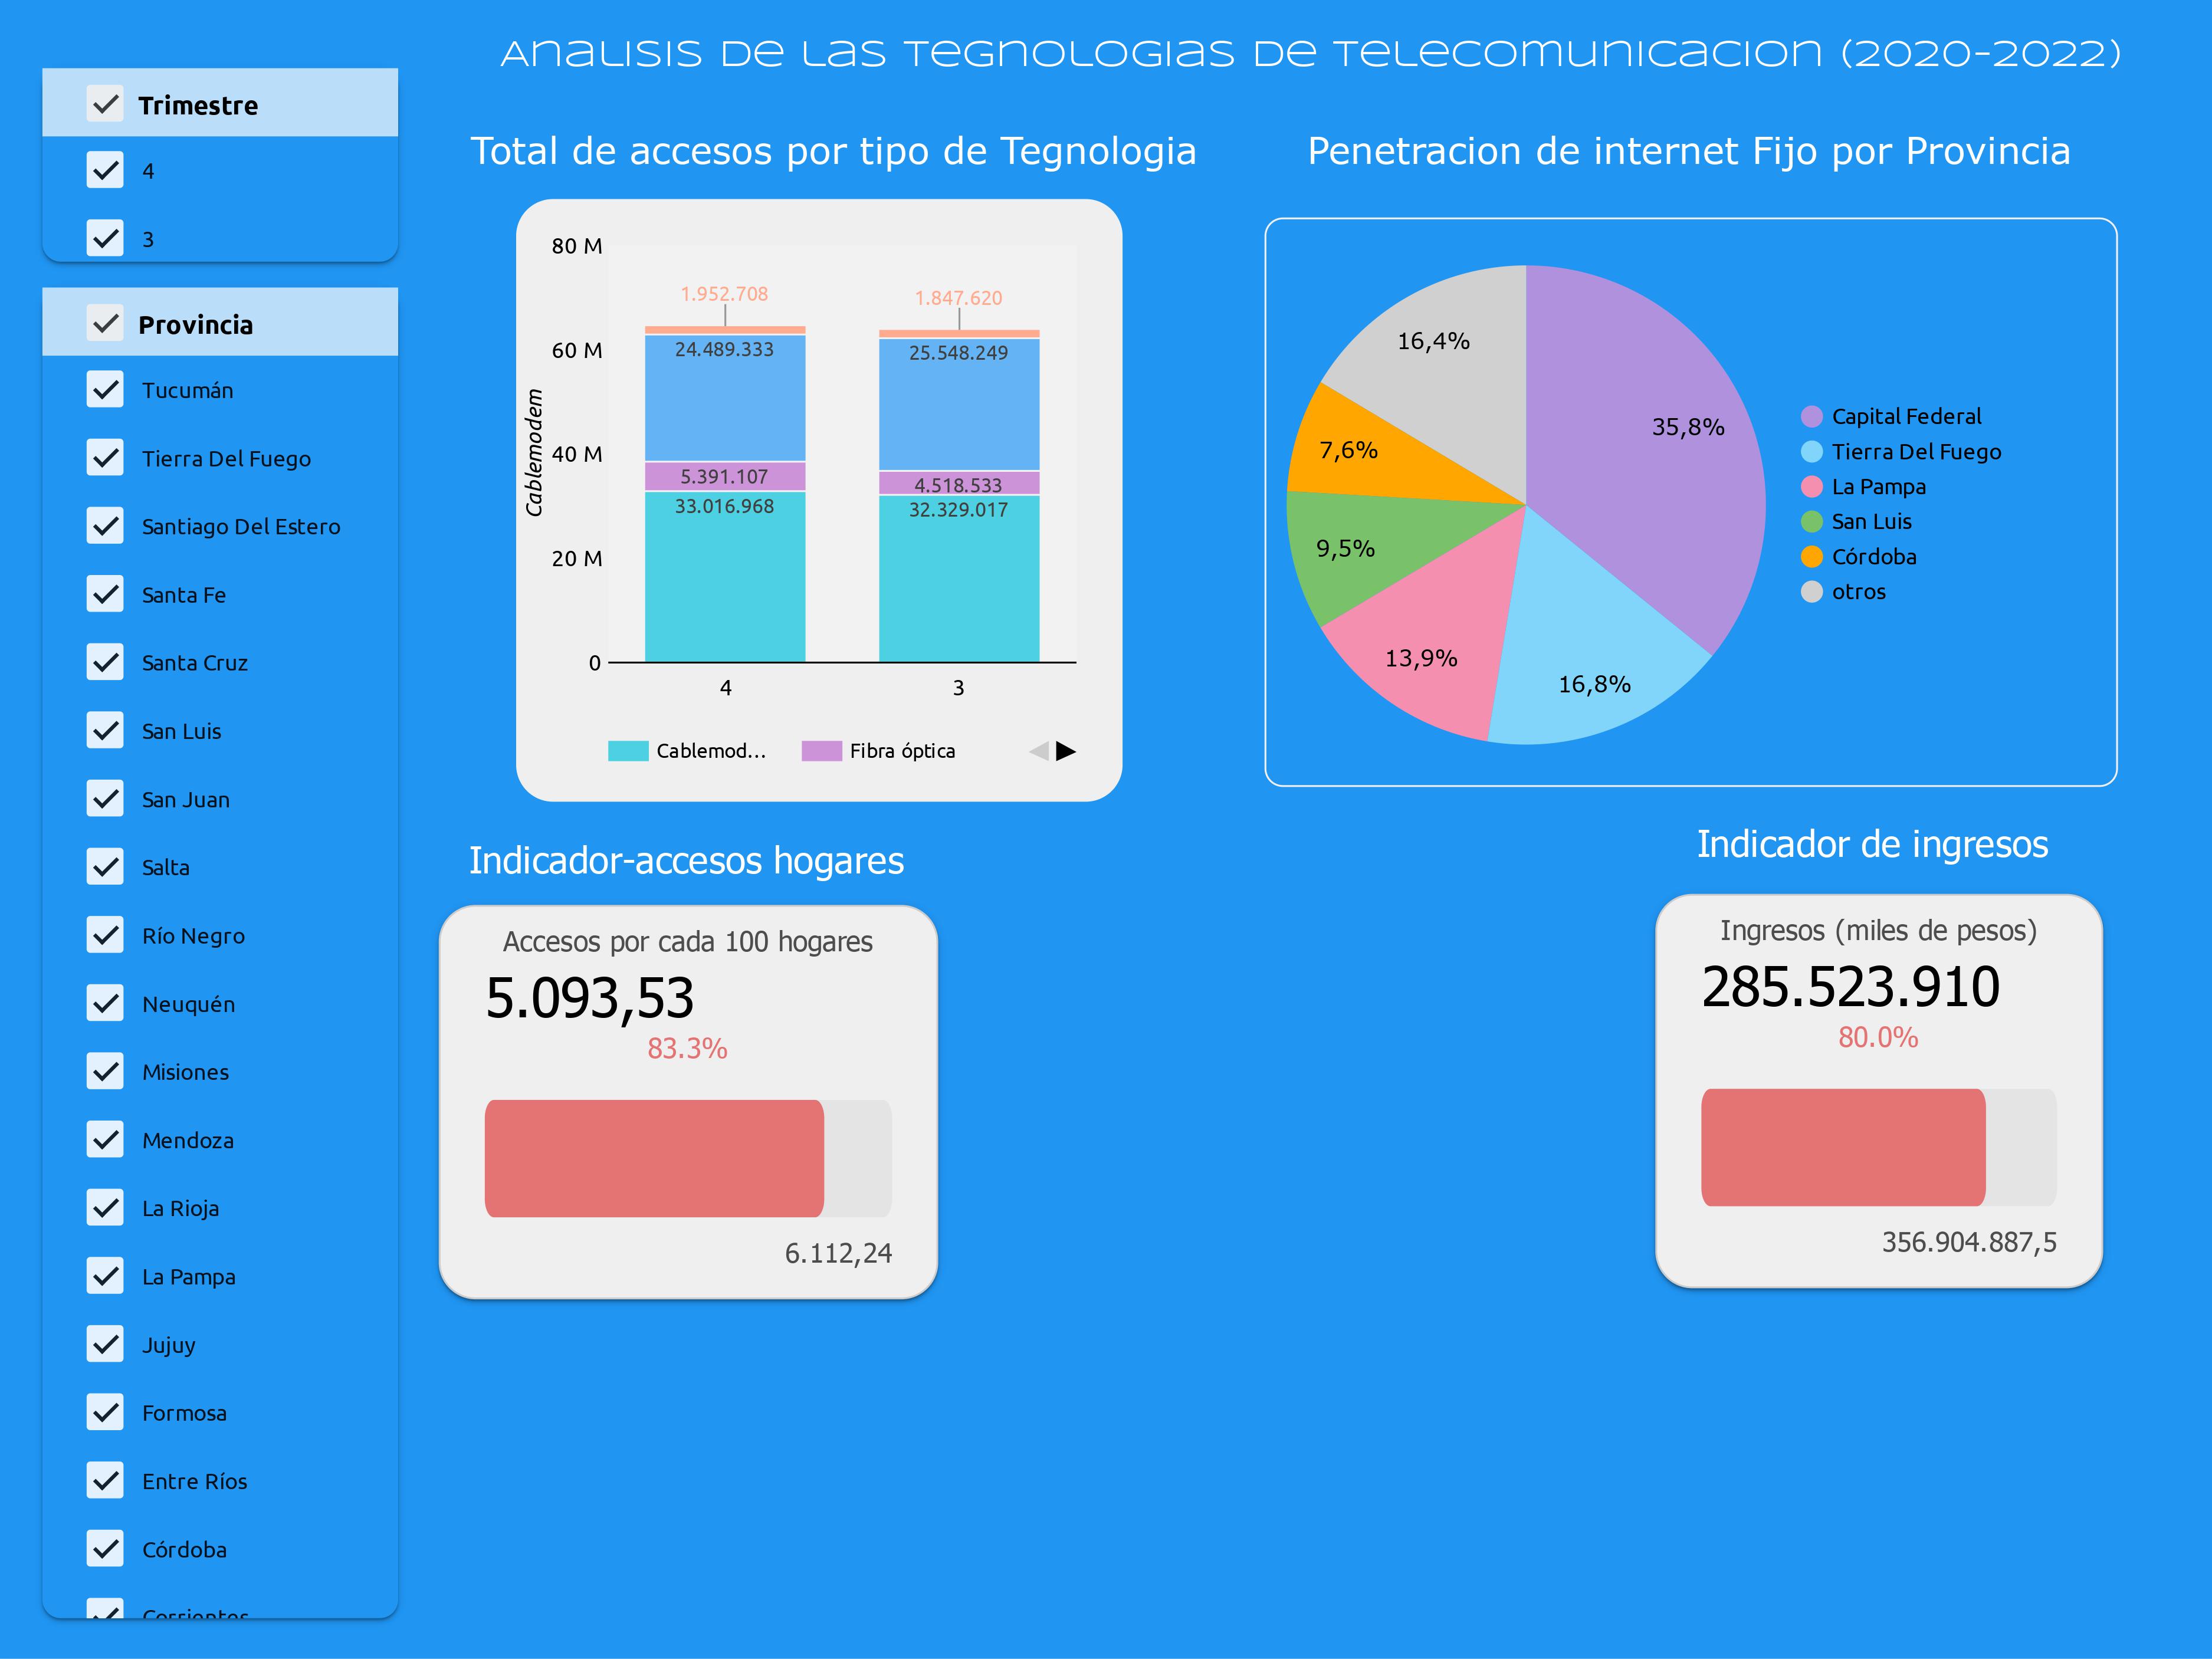 Analisis de las Tegnologias de Telecomunicacion (2020-2022)
Trimestre
4
3
Provincia
Tucumán
Tierra Del Fuego
Santiago Del Estero
Santa Fe
Santa Cruz
San Luis
San Juan
Salta
Río Negro
Neuquén
Misiones
Mendoza
La Rioja
La Pampa
Jujuy
Formosa
Entre Ríos
Córdoba
Corrientes
Total de accesos por tipo de Tegnologia
80 M
60 M
40 M
20 M
0
Cablemodem
1.952.708
24.489.333
5.391.107
33.016.968
1.847.620
25.548.249
4.518.533
32.329.017
4
3
Cablemod...
Fibra óptica
Penetracion de internet Fijo por Provincia
35,8%
16,8%
13,9%
9,5%
7,6%
16,4%
Capital Federal
Tierra Del Fuego
La Pampa
San Luis
Córdoba
otros
Indicador-accesos hogares
Accesos por cada 100 hogares
5.093,53
83.3%
6.112,24
Indicador de ingresos
Ingresos (miles de pesos)
285.523.910
80.0%
356.904.887,5